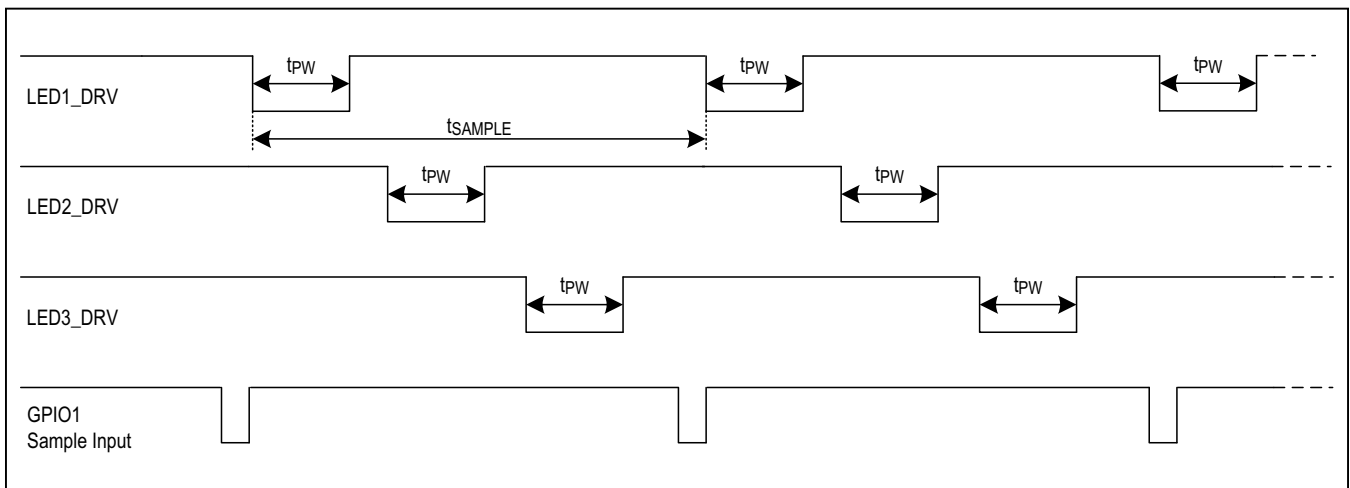 tPW
tPW
tPW
LED1_DRV
tSAMPLE
tPW
tPW
LED2_DRV
tPW
tPW
LED3_DRV
GPIO1
Sample Input